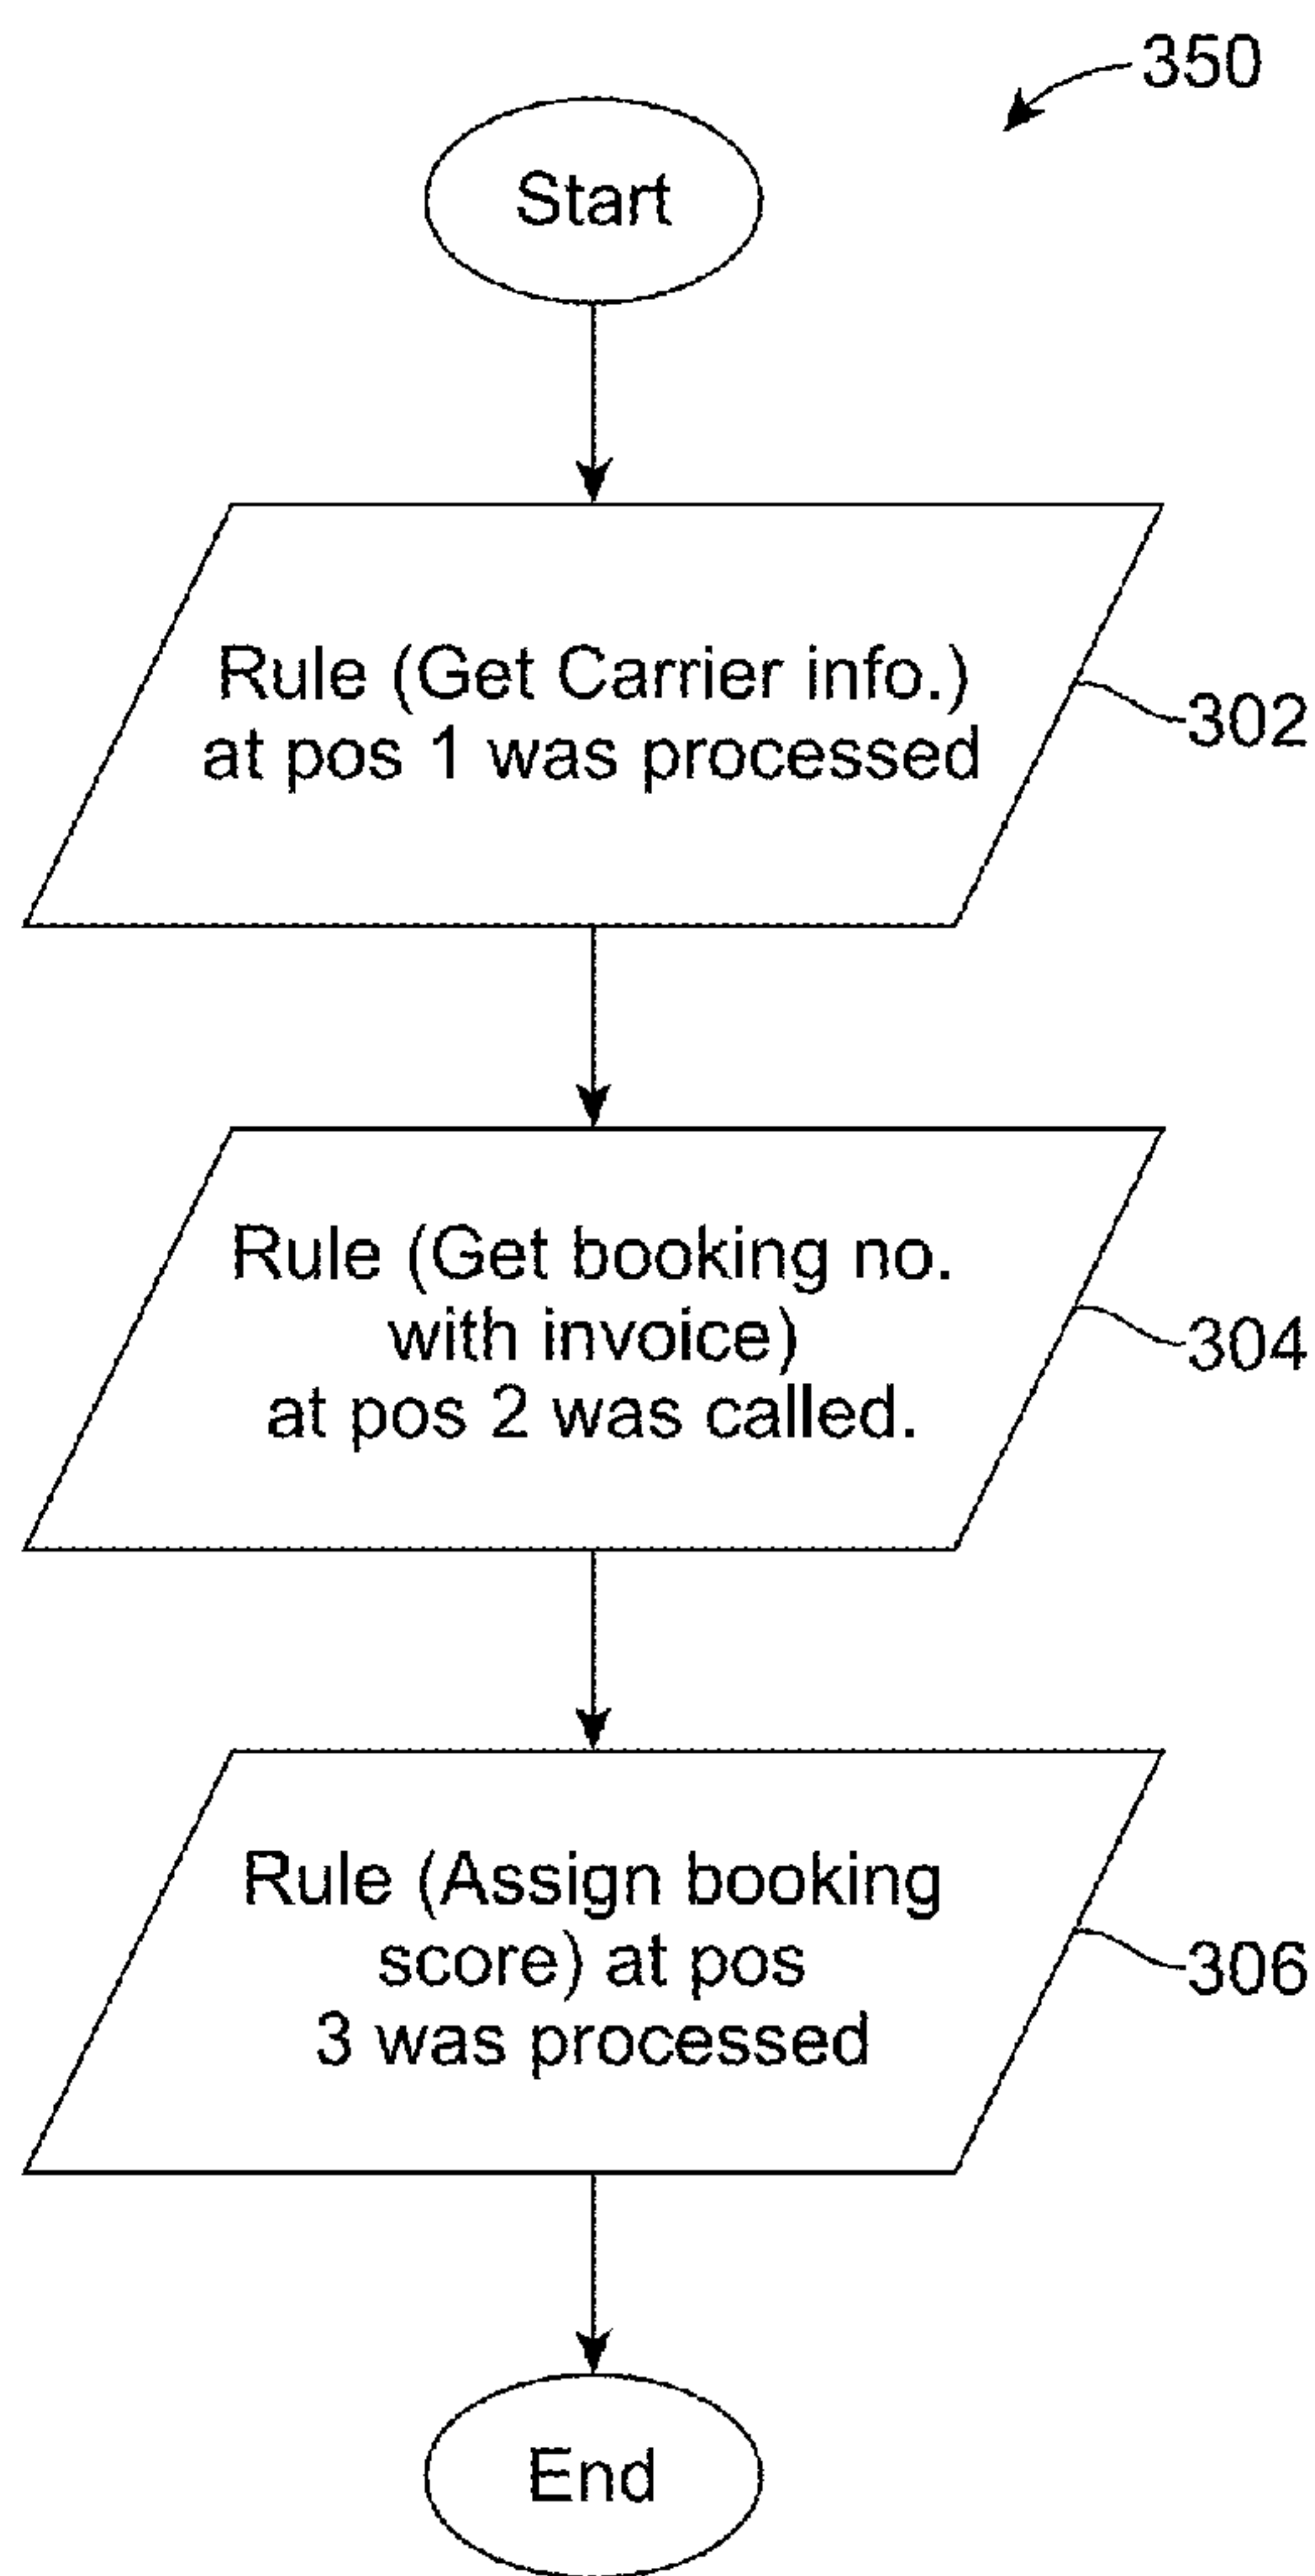 350
Start
Rule (Get Carrier info.)
at pos 1 was processed
302
Rule (Get booking no.
with invoice)
at pos 2 was called.
304
Rule (Assign booking
score) at pos
3 was processed
306
End